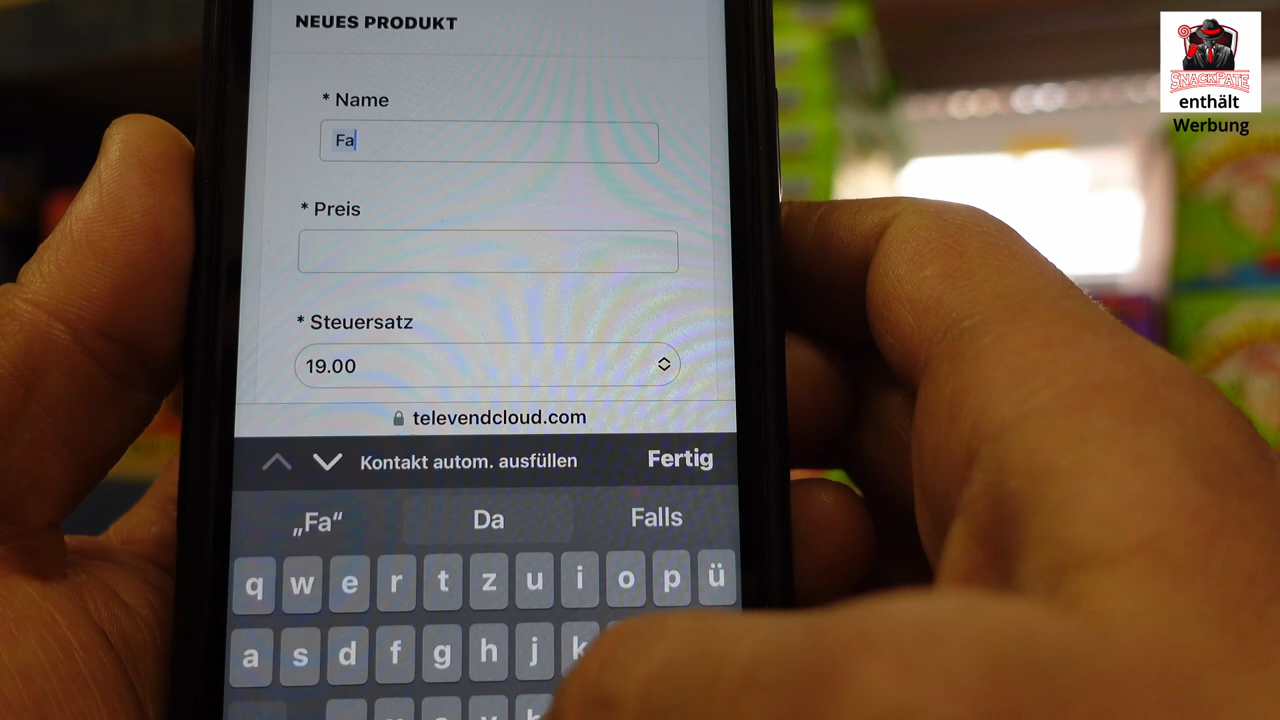 NEUES PRODUKT
* Name
Fa
* Preis
* Steuersatz
19.00
televendcloud.com
Kontakt autom. ausfüllen
Fertig
„Fa“
Da
Falls
q w e r t z u i o p ü
a s d f g h j k
SNACKPATE
enthält
Werbung